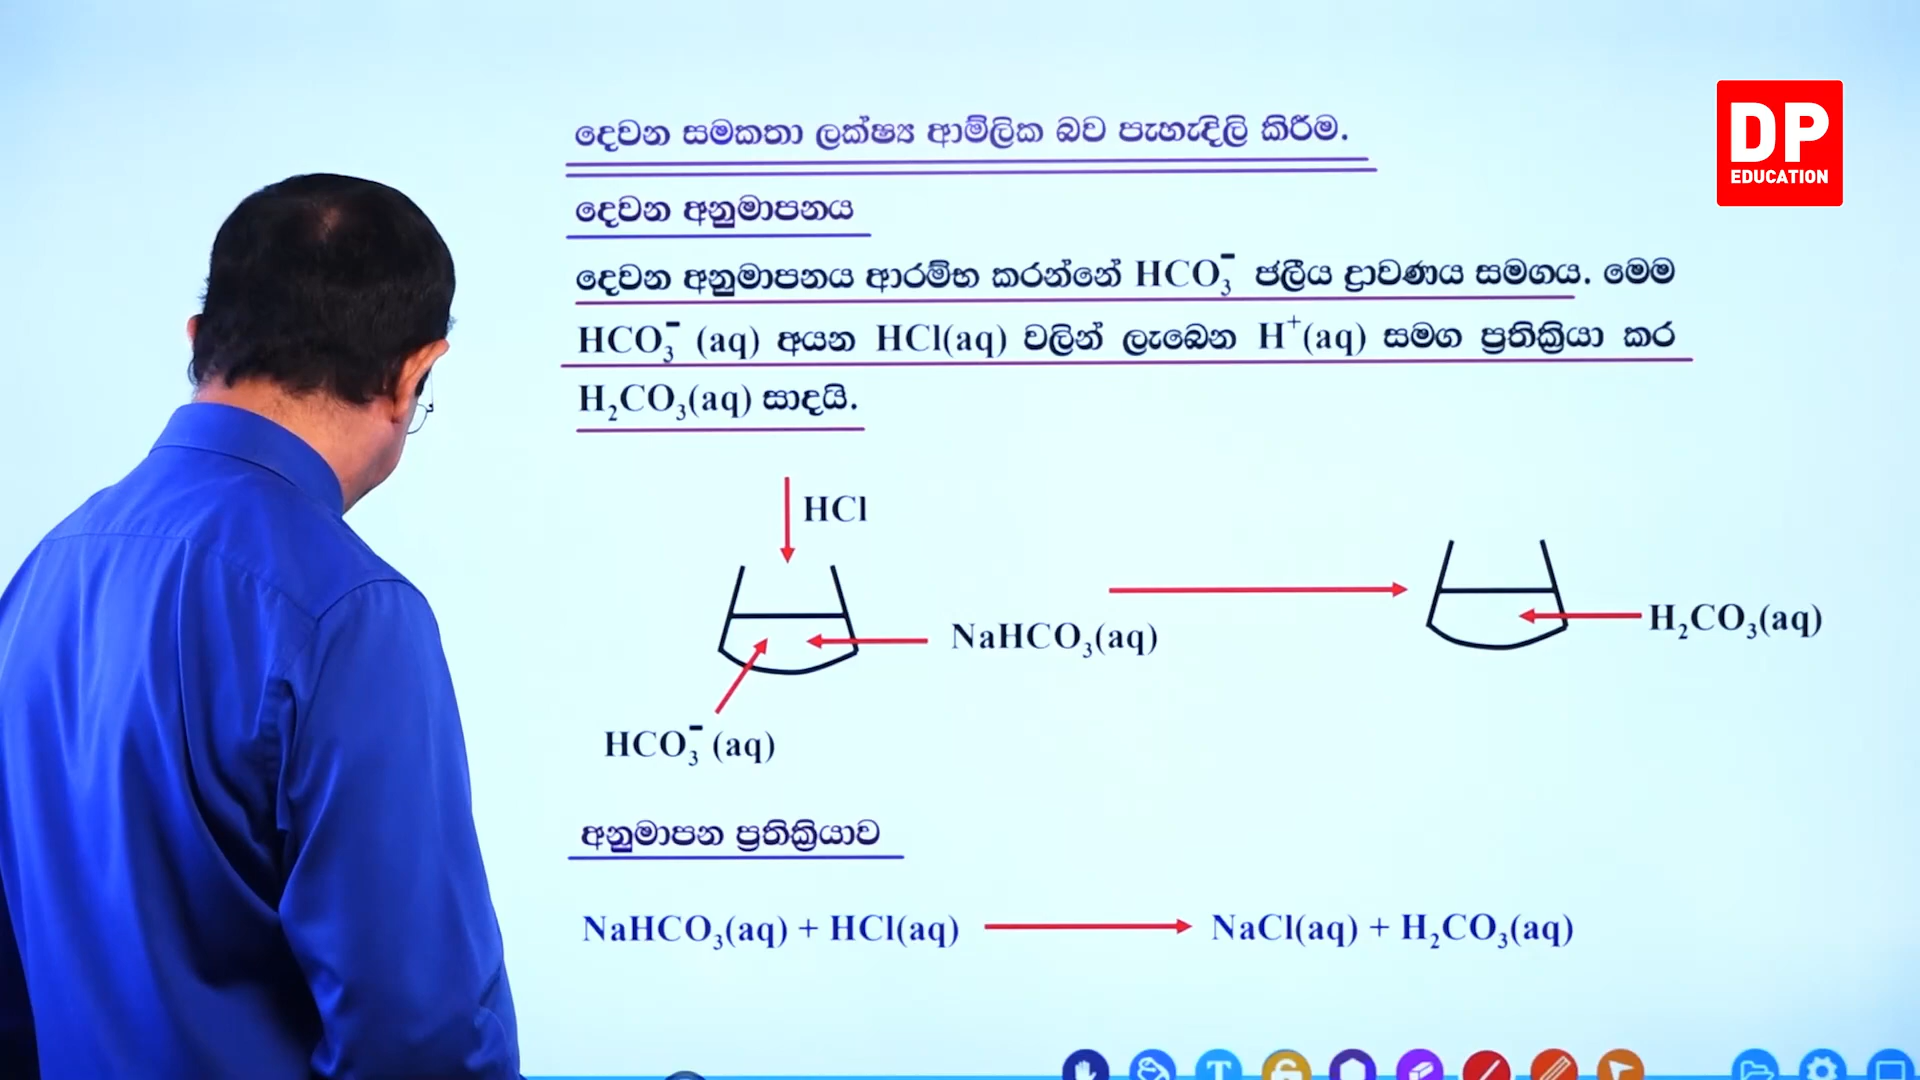 DP
EDUCATION
දෙවන සමකතා ලක්ෂ්‍ය ආම්ලික බව පැහැදිලි කිරීම.
දෙවන අනුමාපනය
දෙවන අනුමාපනය ආරම්භ කරන්නේ HCO₃⁻ ජලීය ද්‍රාවණය සමගය. මෙම
HCO₃⁻ (aq) අයන HCl(aq) වලින් ලැබෙන H⁺(aq) සමග ප්‍රතික්‍රියා කර
H₂CO₃(aq) සාදයි.
HCl
NaHCO₃(aq)
H₂CO₃(aq)
HCO₃⁻ (aq)
අනුමාපන ප්‍රතික්‍රියාව
NaHCO₃(aq) + HCl(aq) ⟶ NaCl(aq) + H₂CO₃(aq)